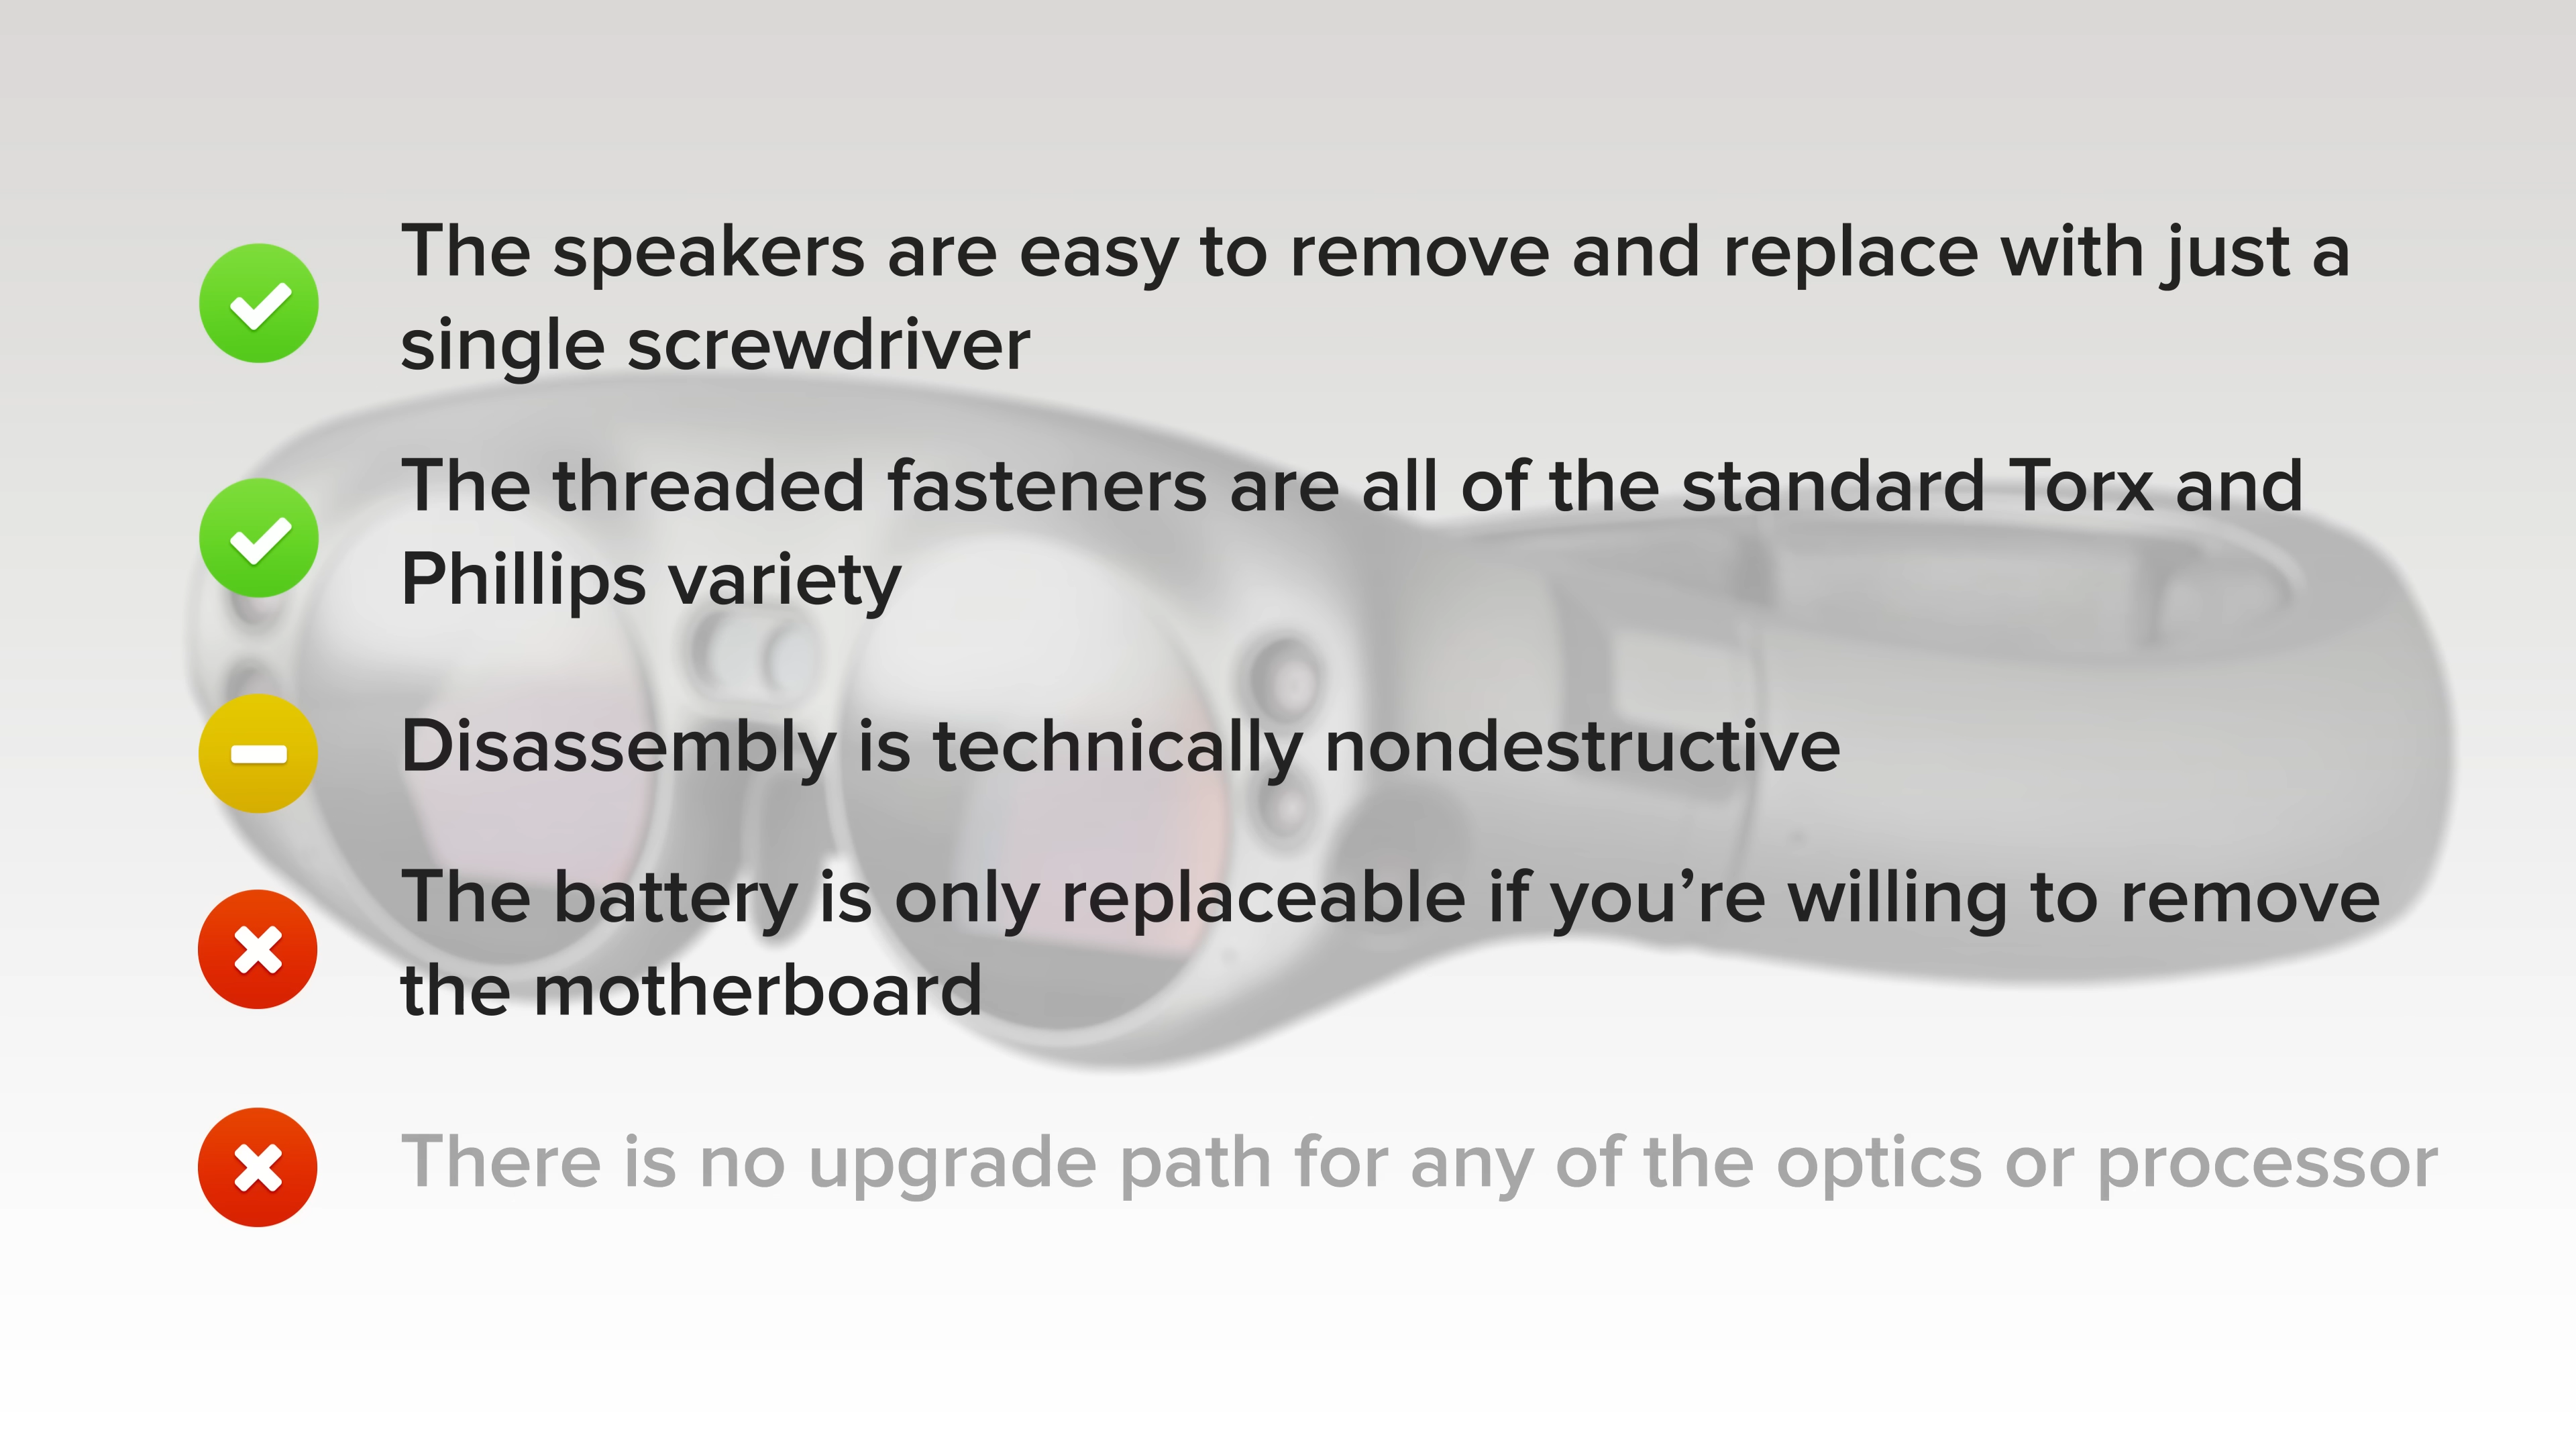 The speakers are easy to remove and replace with just a
single screwdriver
The threaded fasteners are all of the standard Torx and
Phillips variety
Disassembly is technically nondestructive
The battery is only replaceable if you’re willing to remove
the motherboard
There is no upgrade path for any of the optics or processor